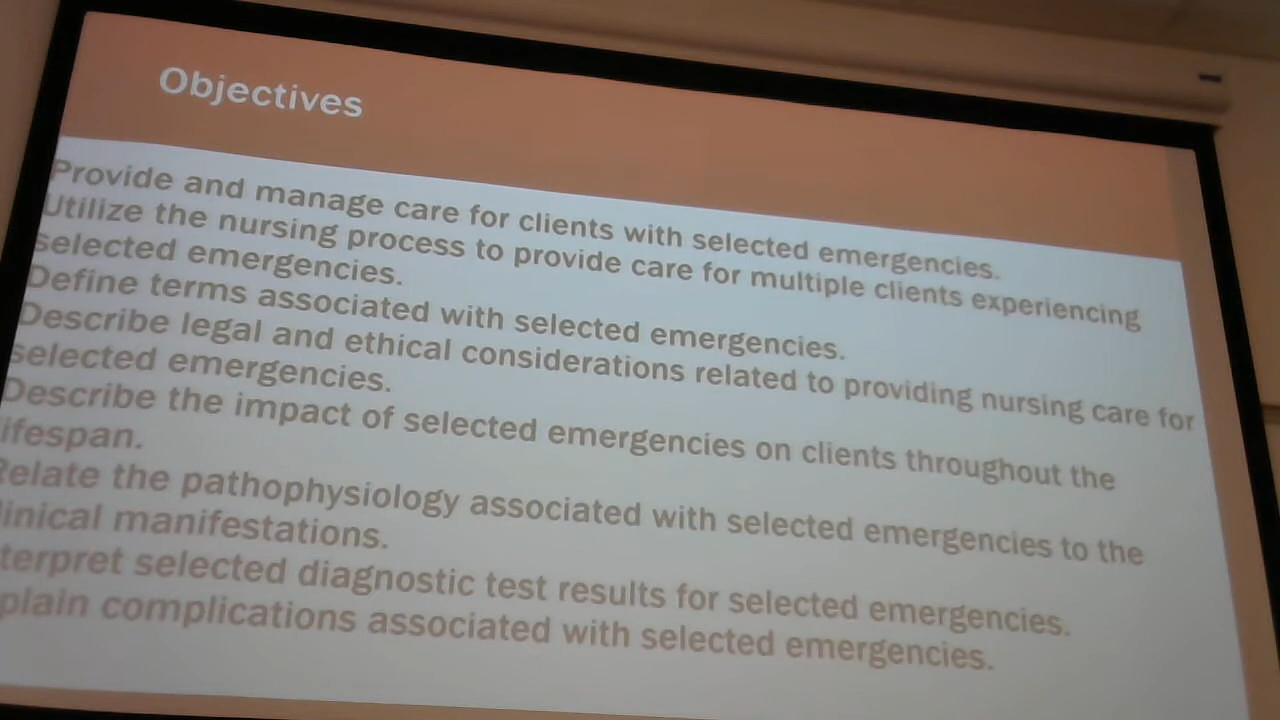 Objectives
Provide and manage care for clients with selected emergencies.
Utilize the nursing process to provide care for multiple clients experiencing
selected emergencies.
Define terms associated with selected emergencies.
Describe legal and ethical considerations related to providing nursing care for
selected emergencies.
Describe the impact of selected emergencies on clients throughout the
ifespan.
Relate the pathophysiology associated with selected emergencies to the
linical manifestations.
terpret selected diagnostic test results for selected emergencies.
plain complications associated with selected emergencies.